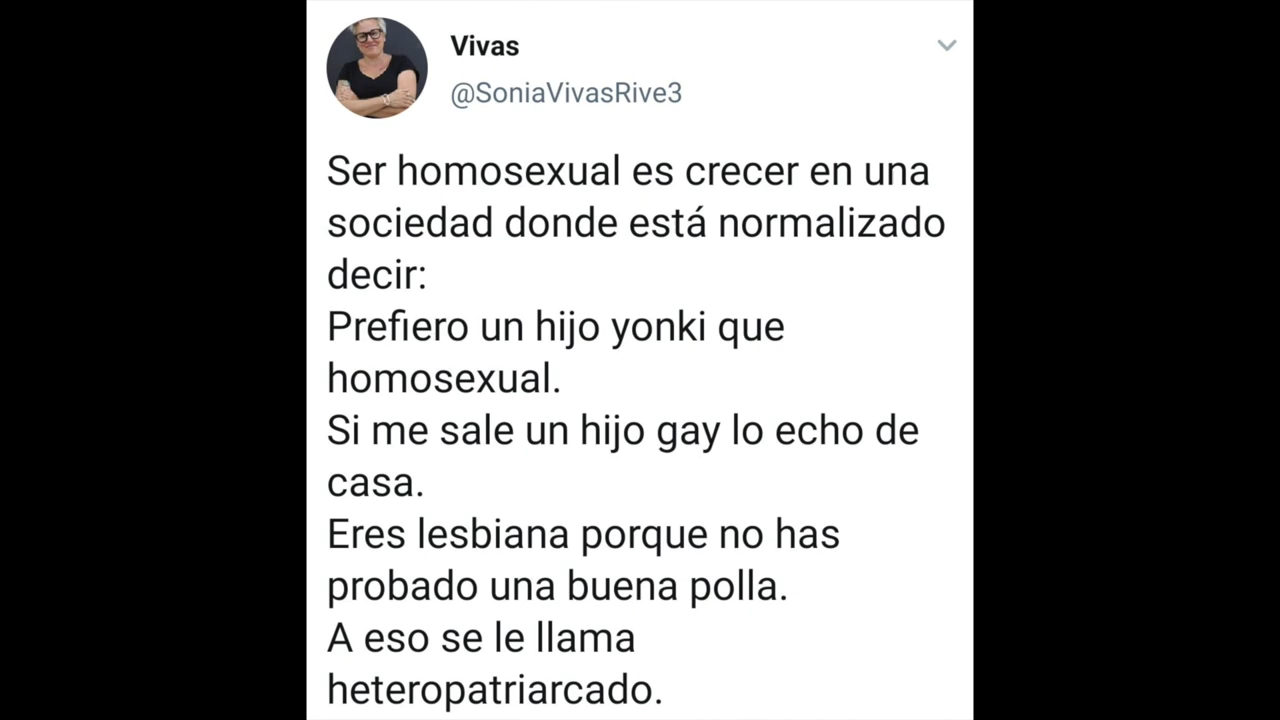 Vivas
@SoniaVivasRive3
Ser homosexual es crecer en una
sociedad donde está normalizado
decir:
Prefiero un hijo yonki que
homosexual.
Si me sale un hijo gay lo echo de
casa.
Eres lesbiana porque no has
probado una buena polla.
A eso se le llama
heteropatriarcado.